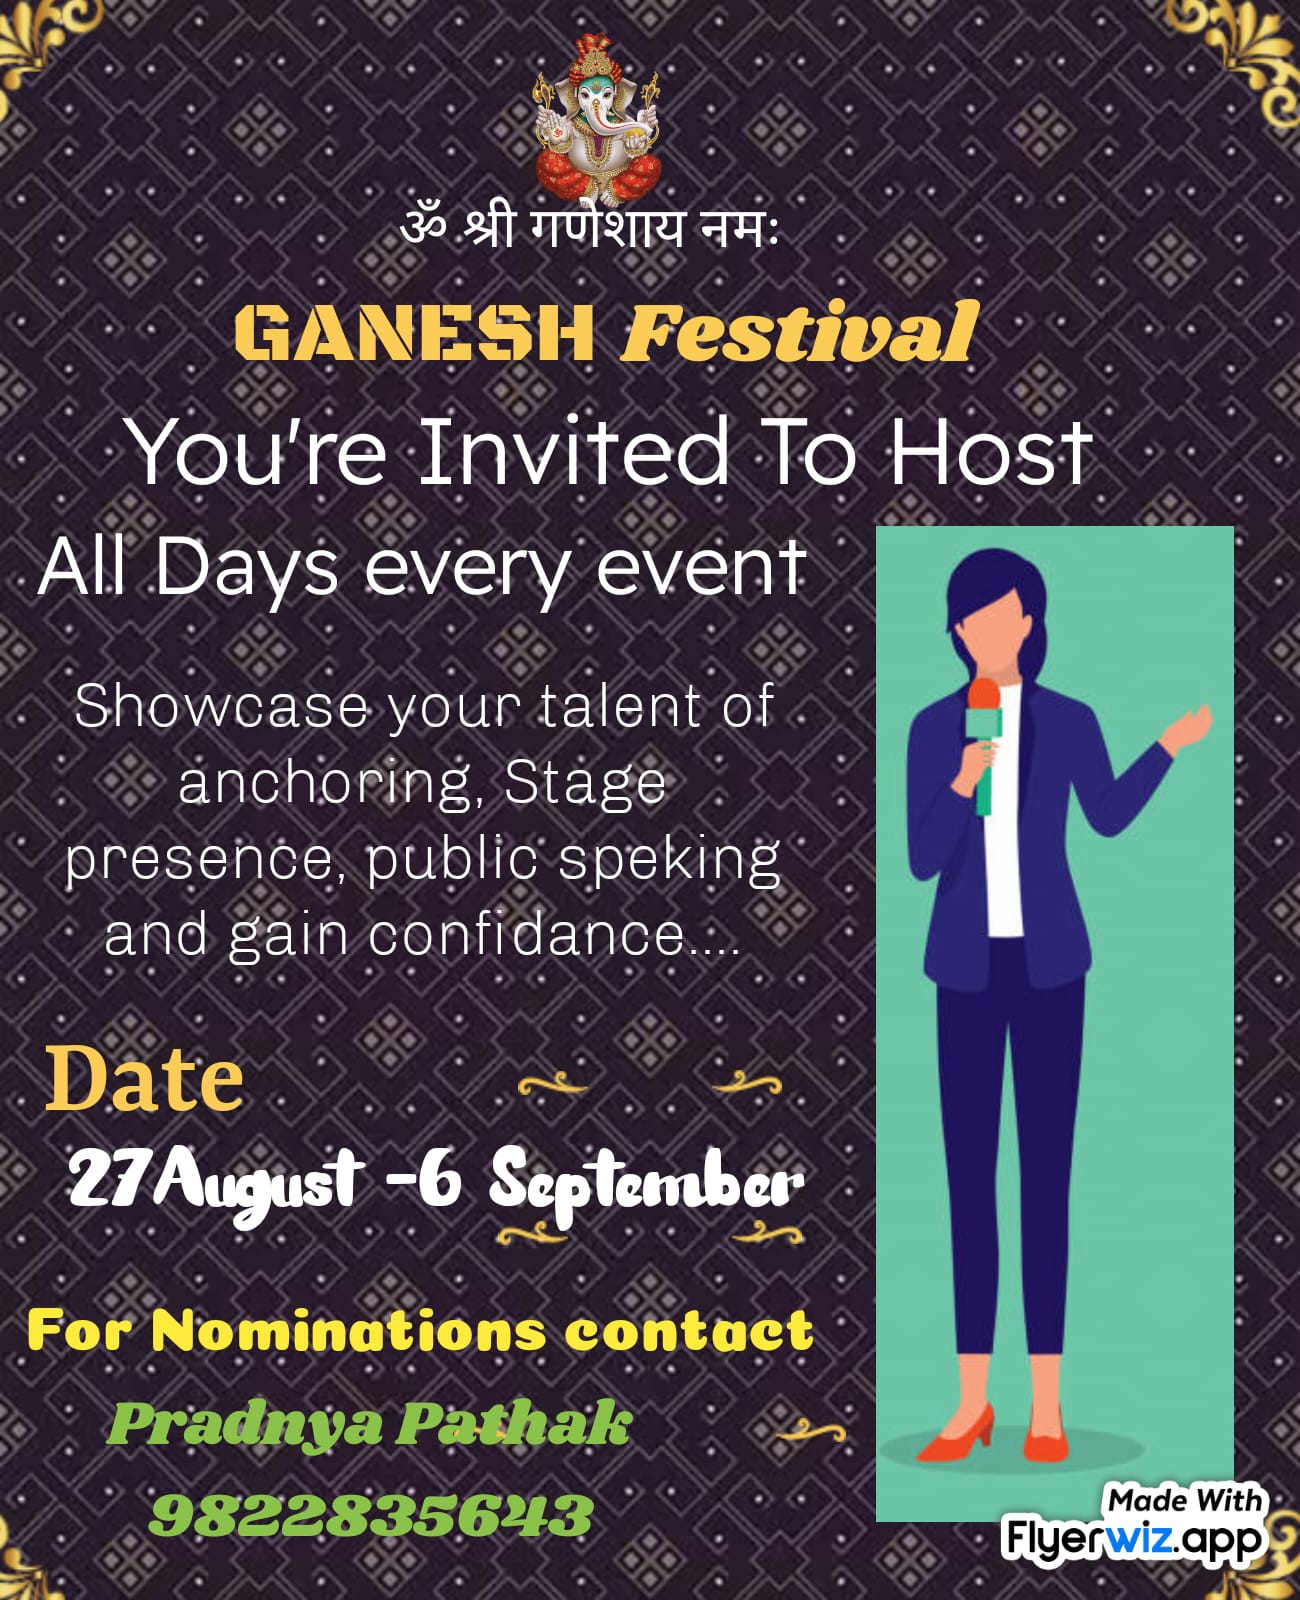 ॐ श्री गणेशाय नमः
GANESH Festival
You're Invited To Host
All Days every event
Showcase your talent of
anchoring, Stage
presence, public speking
and gain confidance....
Date
27August -6 September
For Nominations contact
Pradnya Pathak
9822835643
Made With
Flyerwiz.app